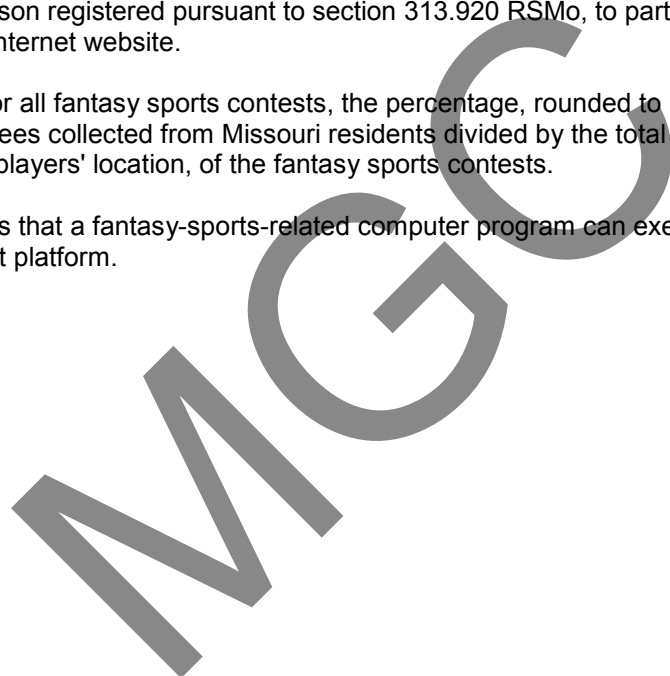 son registered pursuant to section 313.920 RSMo, to part
nternet website.
or all fantasy sports contests, the percentage, rounded to
ees collected from Missouri residents divided by the total
players' location, of the fantasy sports contests.
s that a fantasy-sports-related computer program can exe
t platform.
MGC